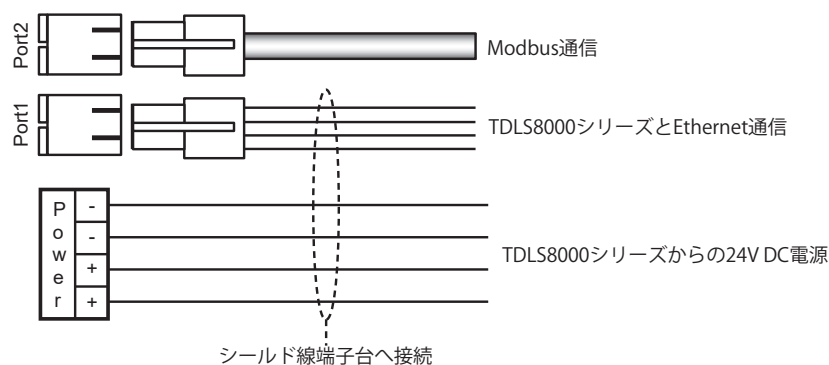 Port2
Modbus通信
Port1
TDLS8000シリーズとEthernet通信
Power
-
-
+
+
TDLS8000シリーズからの24V DC電源
シールド線端子台へ接続